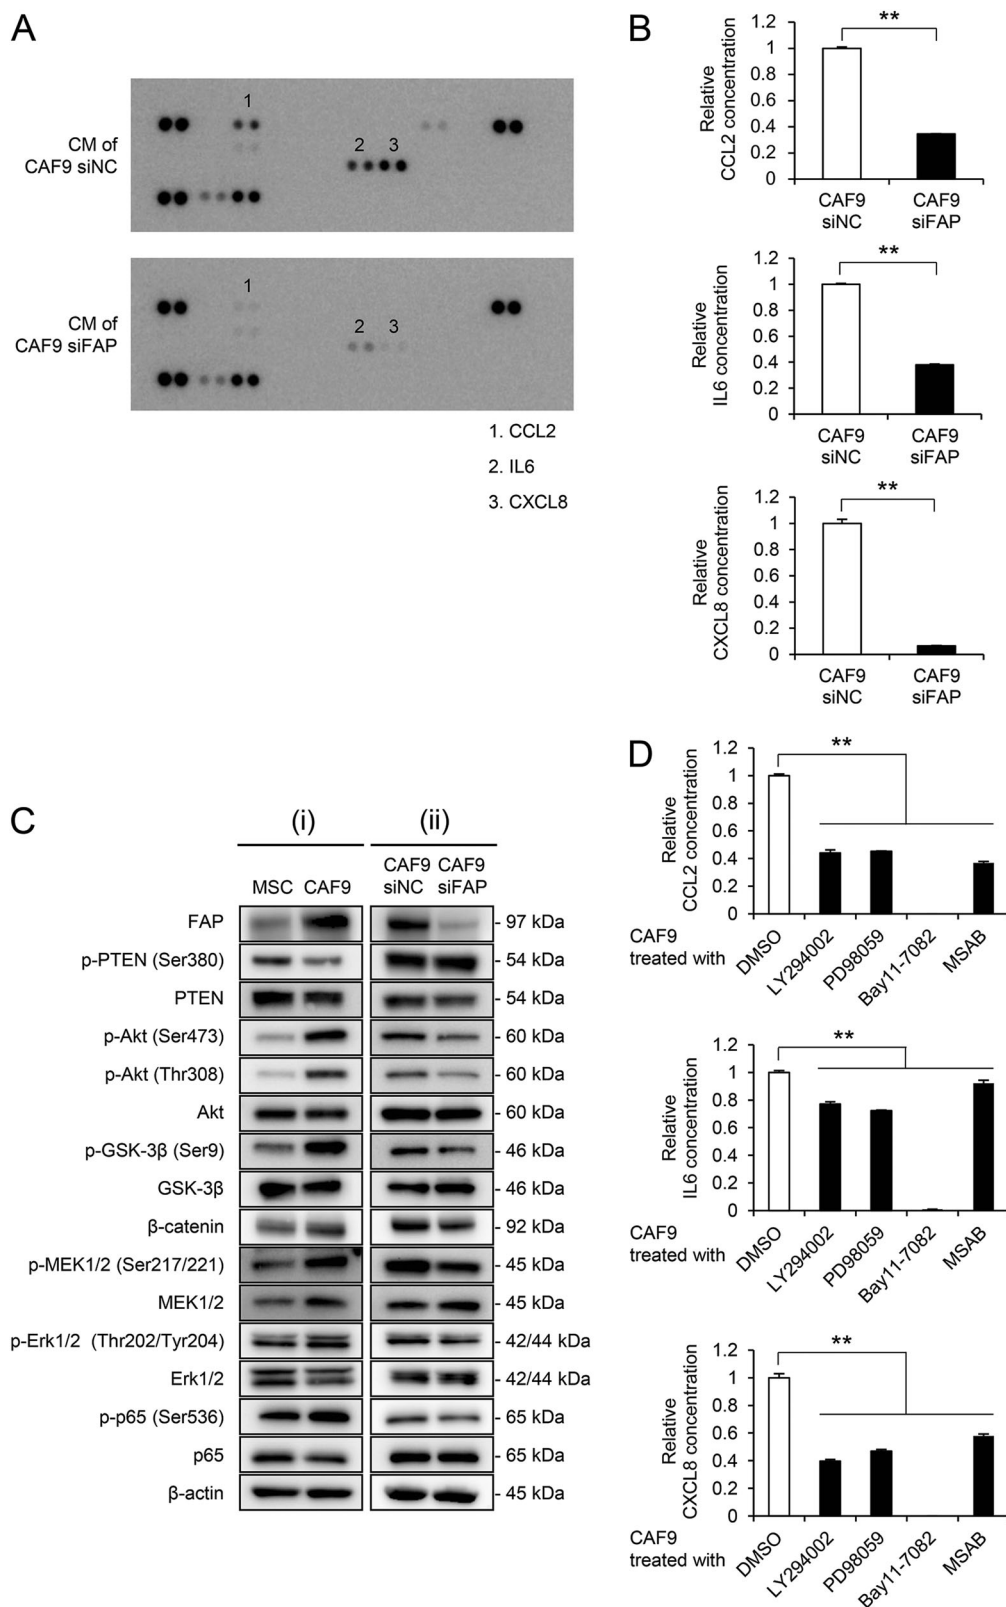 A
1
CM of
CAF9 siNC
2 3
1
CM of
CAF9 siFAP
2 3
1. CCL2
2. IL6
3. CXCL8
B
Relative
CCL2 concentration
1.2
1
0.8
0.6
0.4
0.2
0
**
CAF9
siNC
CAF9
siFAP
Relative
IL6 concentration
1.2
1
0.8
0.6
0.4
0.2
0
**
CAF9
siNC
CAF9
siFAP
Relative
CXCL8 concentration
1.2
1
0.8
0.6
0.4
0.2
0
**
CAF9
siNC
CAF9
siFAP
C
(i) (ii)
MSC CAF9
CAF9
siNC
CAF9
siFAP
FAP - 97 kDa
p-PTEN (Ser380) - 54 kDa
PTEN - 54 kDa
p-Akt (Ser473) - 60 kDa
p-Akt (Thr308) - 60 kDa
Akt - 60 kDa
p-GSK-3β (Ser9) - 46 kDa
GSK-3β - 46 kDa
β-catenin - 92 kDa
p-MEK1/2 (Ser217/221) - 45 kDa
MEK1/2 - 45 kDa
p-Erk1/2 (Thr202/Tyr204) - 42/44 kDa
Erk1/2 - 42/44 kDa
p-p65 (Ser536) - 65 kDa
p65 - 65 kDa
β-actin - 45 kDa
D
Relative
CCL2 concentration
1.2
1
0.8
0.6
0.4
0.2
0
**
CAF9
treated with
DMSO
LY294002
PD98059
Bay11-7082
MSAB
Relative
IL6 concentration
1.2
1
0.8
0.6
0.4
0.2
0
**
CAF9
treated with
DMSO
LY294002
PD98059
Bay11-7082
MSAB
Relative
CXCL8 concentration
1.2
1
0.8
0.6
0.4
0.2
0
**
CAF9
treated with
DMSO
LY294002
PD98059
Bay11-7082
MSAB